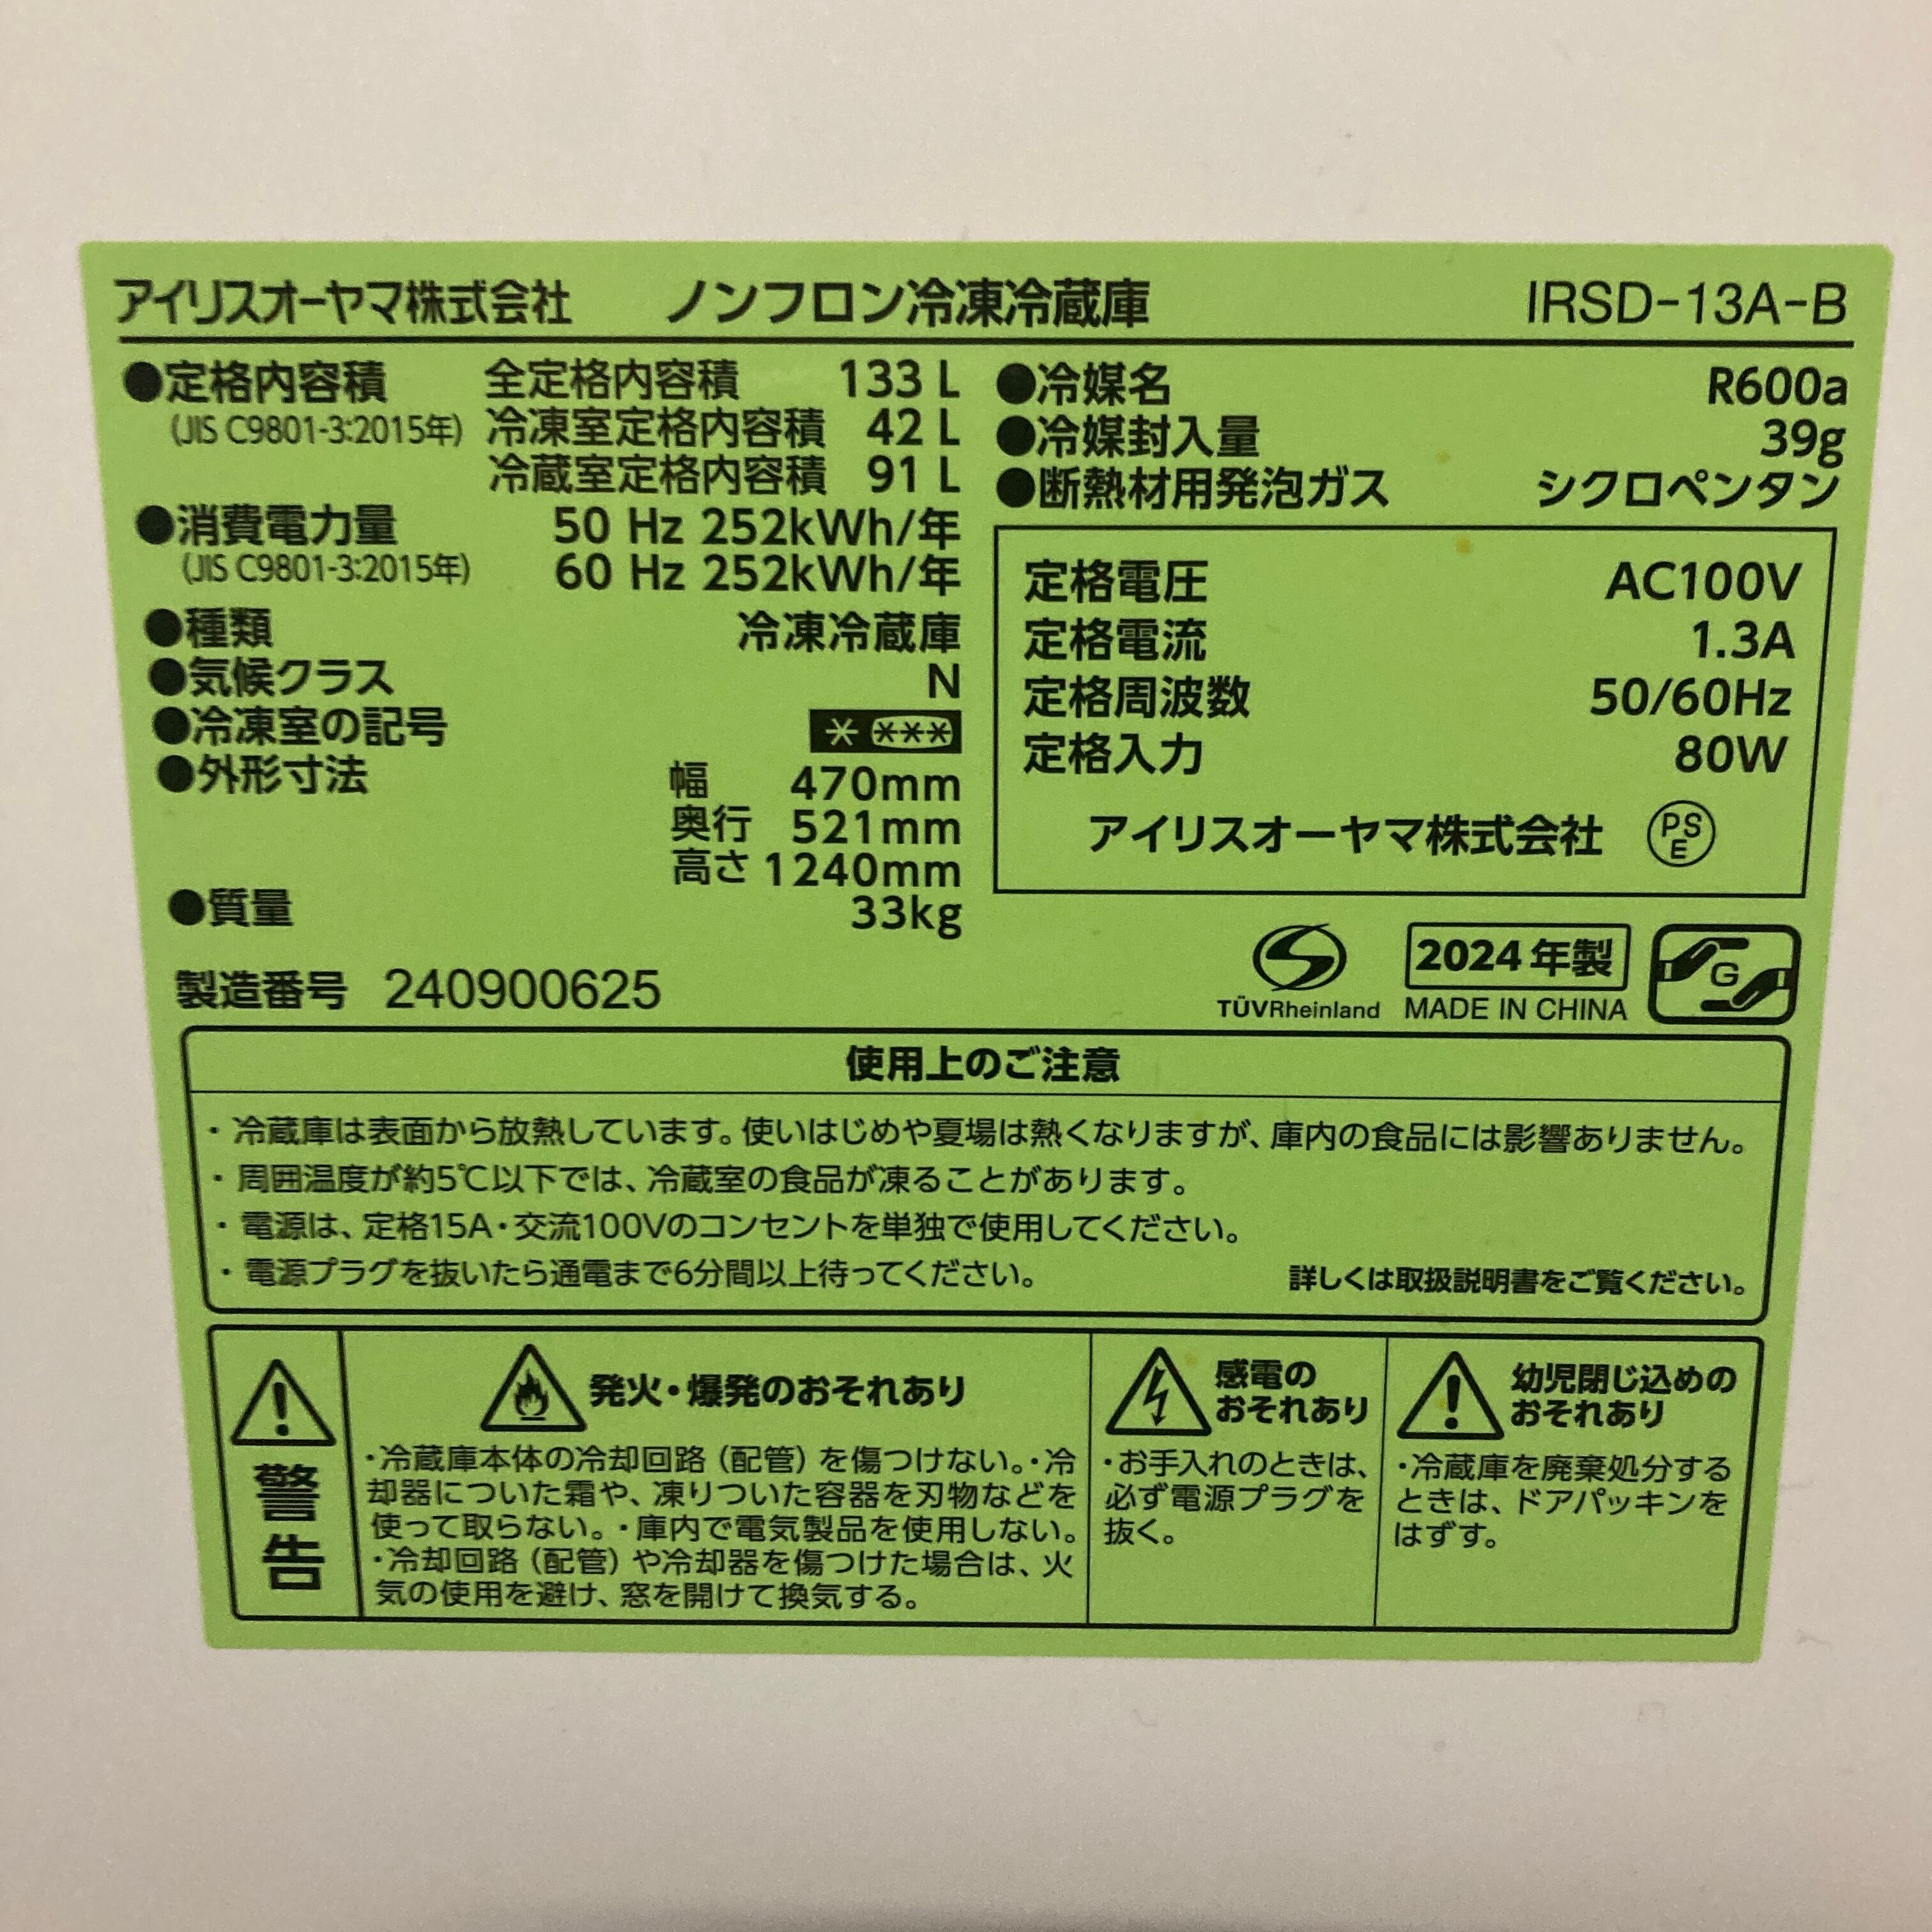 アイリスオーヤマ株式会社 ノンフロン冷凍冷蔵庫 IRSD-13A-B
●定格内容積 全定格内容積 133 L
(JIS C9801-3:2015年) 冷凍室定格内容積 42 L
冷蔵室定格内容積 91 L
●消費電力量 50 Hz 252kWh/年
(JIS C9801-3:2015年) 60 Hz 252kWh/年
●種類 冷凍冷蔵庫
●気候クラス N
●冷凍室の記号 * ***
●外形寸法 幅 470mm
奥行 521mm
高さ 1240mm
●質量 33kg
製造番号 240900625
●冷媒名 R600a
●冷媒封入量 39g
●断熱材用発泡ガス シクロペンタン
定格電圧 AC100V
定格電流 1.3A
定格周波数 50/60Hz
定格入力 80W
アイリスオーヤマ株式会社 PSE
TÜVRheinland
2024年製
MADE IN CHINA
G
使用上のご注意
・冷蔵庫は表面から放熱しています。使いはじめや夏場は熱くなりますが、庫内の食品には影響ありません。
・周囲温度が約5℃以下では、冷蔵室の食品が凍ることがあります。
・電源は、定格15A・交流100Vのコンセントを単独で使用してください。
・電源プラグを抜いたら通電まで6分間以上待ってください。 詳しくは取扱説明書をご覧ください。
警告
発火・爆発のおそれあり
・冷蔵庫本体の冷却回路（配管）を傷つけない。・冷
却器についた霜や、凍りついた容器を刃物などを
使って取らない。・庫内で電気製品を使用しない。
・冷却回路（配管）や冷却器を傷つけた場合は、火
気の使用を避け、窓を開けて換気する。
感電の
おそれあり
・お手入れのときは、
必ず電源プラグを
抜く。
幼児閉じ込めの
おそれあり
・冷蔵庫を廃棄処分する
ときは、ドアパッキンを
はずす。